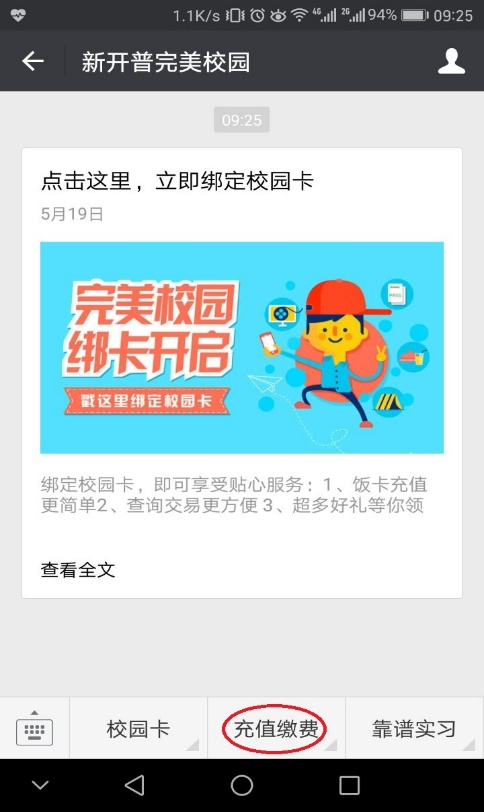 1.1K/s 4G 2G 94% 09:25
新开普完美校园
09:25
点击这里，立即绑定校园卡
5月19日
完美校园
绑卡开启
戳这里绑定校园卡
PASS
绑定校园卡，即可享受贴心服务：1、饭卡充值
更简单2、查询交易更方便 3、超多好礼等你领
查看全文
校园卡 充值缴费 靠谱实习